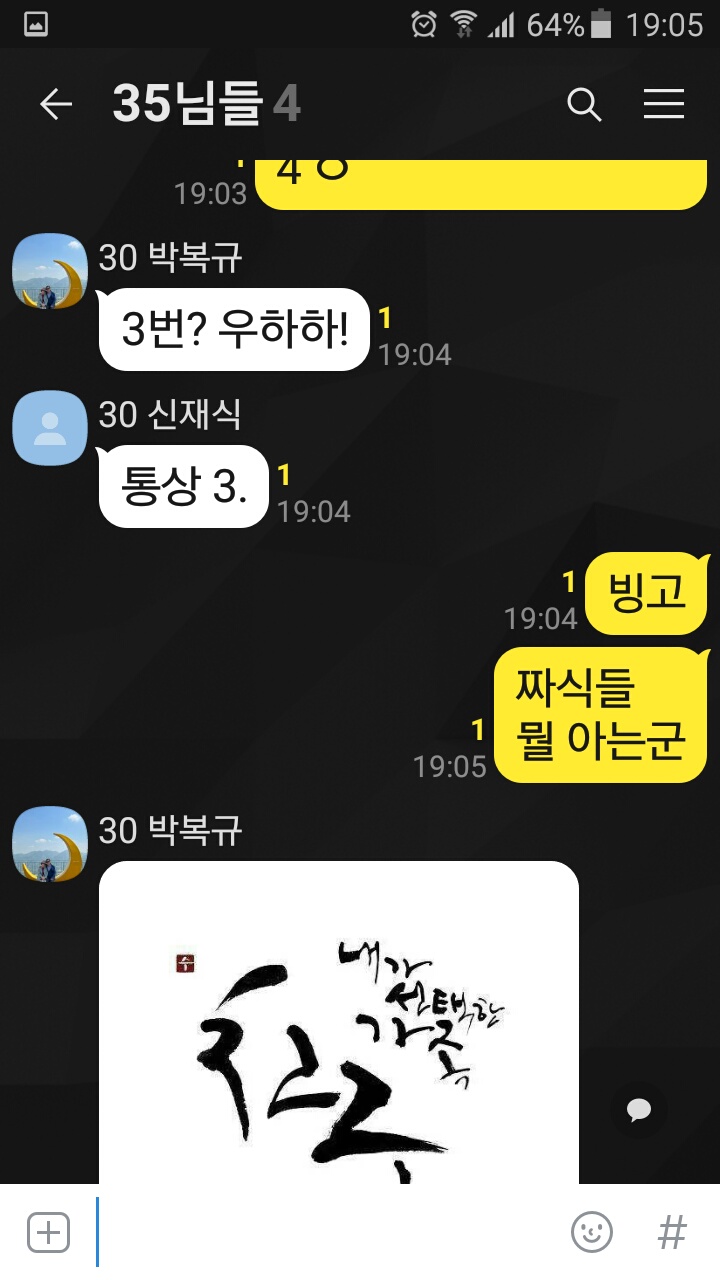 64% 19:05
35님들 4
1
19:03
4 ㅇ
30 박복규
3번? 우하하!
1
19:04
30 신재식
통상 3.
1
19:04
빙고
1
19:04
짜식들
뭘 아는군
1
19:05
30 박복규
내가
선택한
가족
친구
#